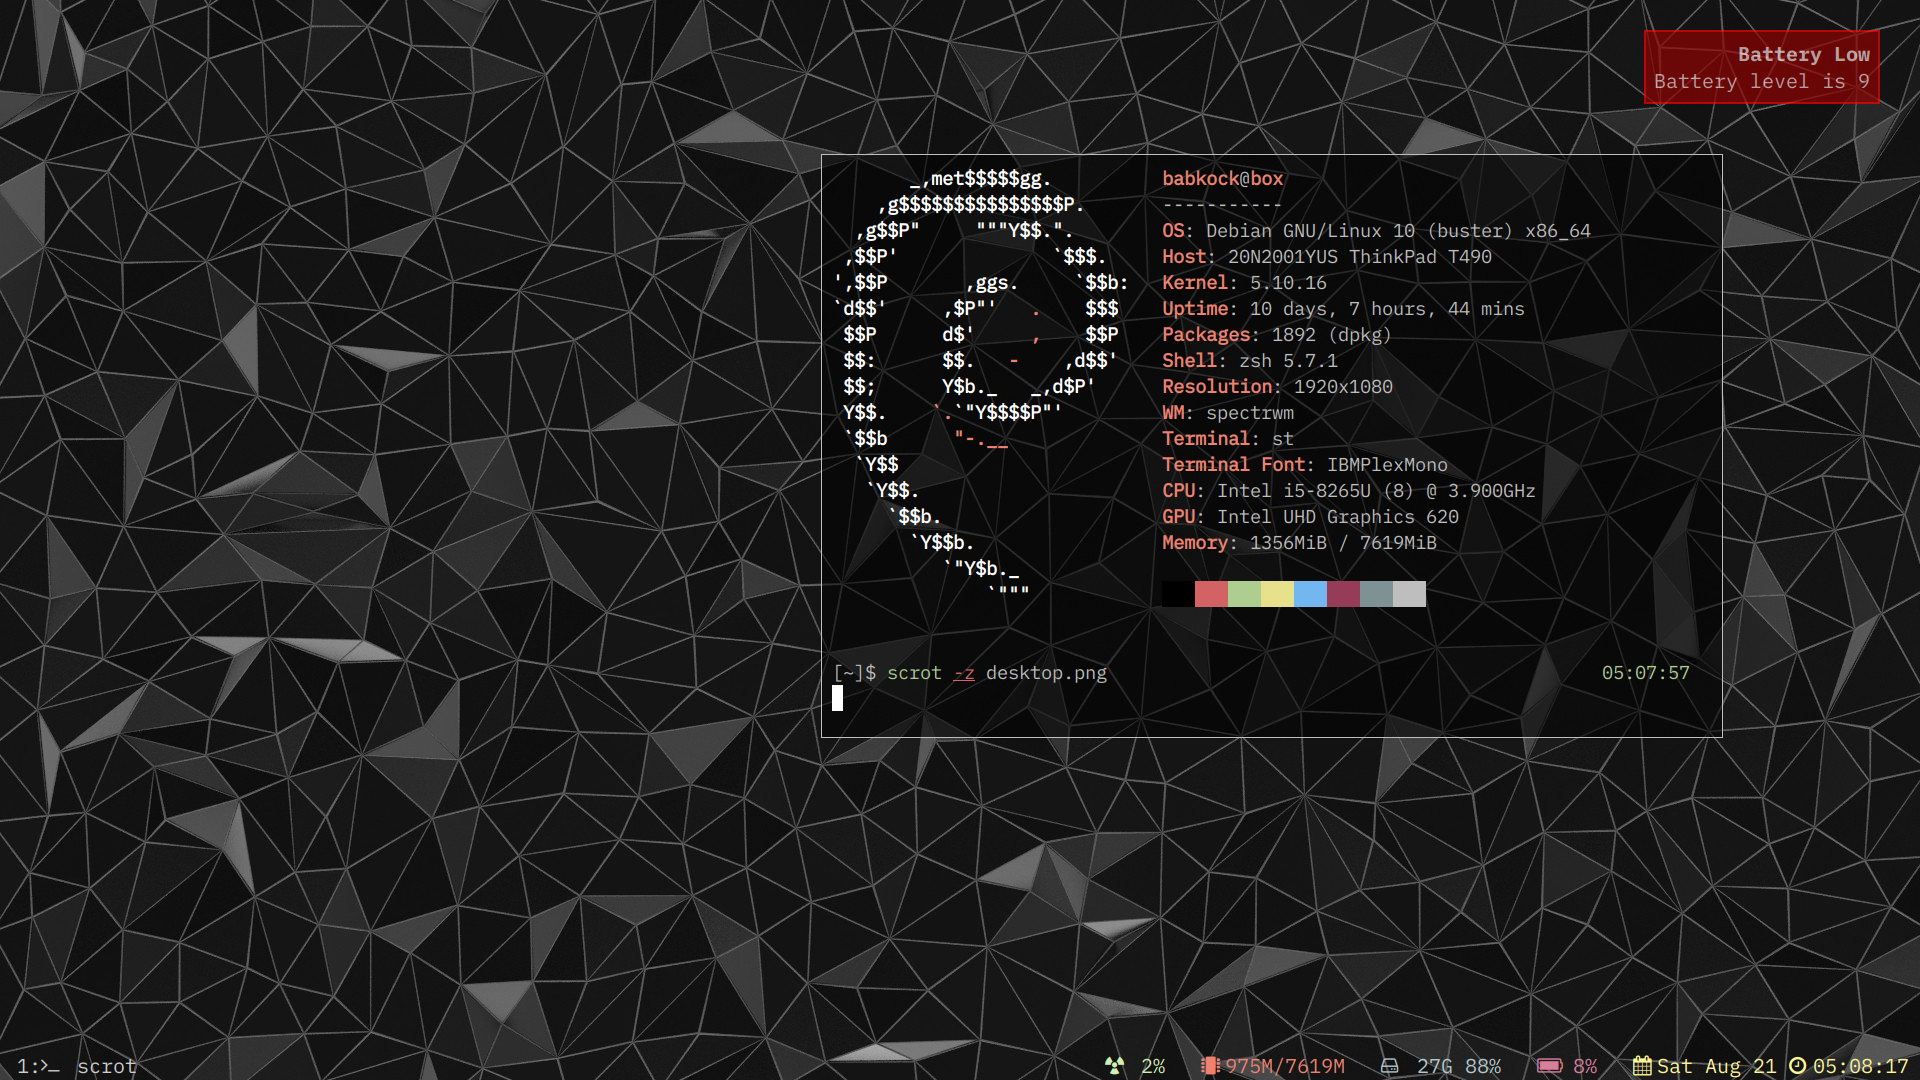 Battery Low
Battery level is 9
_,met$$$$$gg.
,g$$$$$$$$$$$$$$$P.
,g$$P"     """Y$$.".
,$$P'              `$$$.
',$$P       ,ggs.     `$$b:
`d$$'     ,$P"'   .    $$$
$$P      d$'     ,    $$P
$$:      $$.   -    ,d$$'
$$;      Y$b._   _,d$P'
Y$$.    `.`"Y$$$$P"'
`$$b      "-.__
`Y$$
`Y$$.
`$$b.
`Y$$b.
`"Y$b._
`"""
babkock@box
-----------
OS: Debian GNU/Linux 10 (buster) x86_64
Host: 20N2001YUS ThinkPad T490
Kernel: 5.10.16
Uptime: 10 days, 7 hours, 44 mins
Packages: 1892 (dpkg)
Shell: zsh 5.7.1
Resolution: 1920x1080
WM: spectrwm
Terminal: st
Terminal Font: IBMPlexMono
CPU: Intel i5-8265U (8) @ 3.900GHz
GPU: Intel UHD Graphics 620
Memory: 1356MiB / 7619MiB
[~]$ scrot -z desktop.png 05:07:57
1:>_ scrot 2% 975M/7619M 27G 88% 8% Sat Aug 21 05:08:17